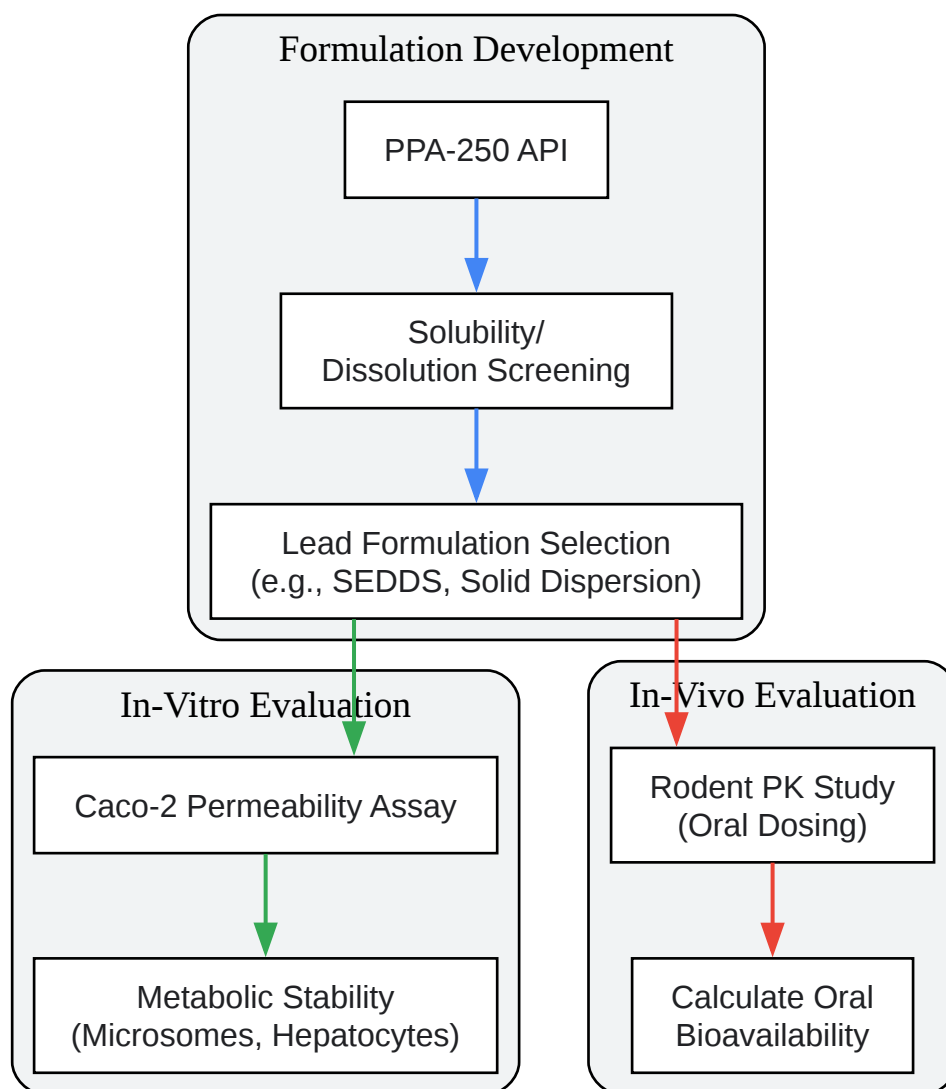 Formulation Development
PPA-250 API
Solubility/
Dissolution Screening
Lead Formulation Selection
(e.g., SEDDS, Solid Dispersion)
In-Vitro Evaluation
Caco-2 Permeability Assay
Metabolic Stability
(Microsomes, Hepatocytes)
In-Vivo Evaluation
Rodent PK Study
(Oral Dosing)
Calculate Oral
Bioavailability